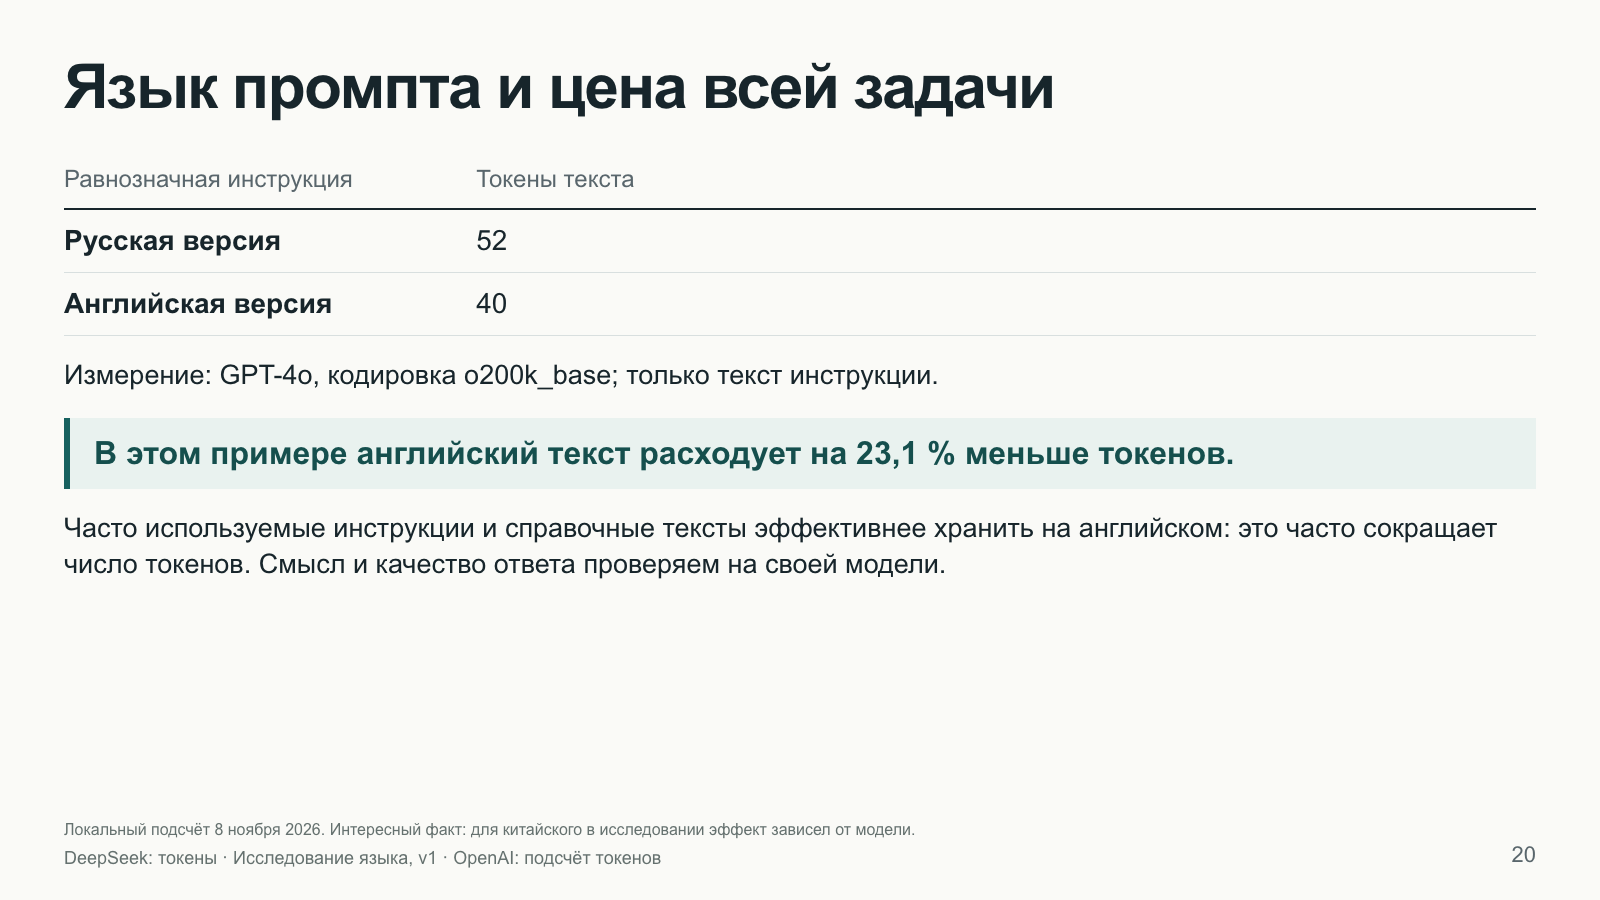 Язык промпта и цена всей задачи
Равнозначная инструкция Токены текста
Русская версия 52
Английская версия 40
Измерение: GPT-4o, кодировка o200k_base; только текст инструкции.
В этом примере английский текст расходует на 23,1 % меньше токенов.
Часто используемые инструкции и справочные тексты эффективнее хранить на английском: это часто сокращает
число токенов. Смысл и качество ответа проверяем на своей модели.
Локальный подсчёт 8 ноября 2026. Интересный факт: для китайского в исследовании эффект зависел от модели.
DeepSeek: токены · Исследование языка, v1 · OpenAI: подсчёт токенов
20